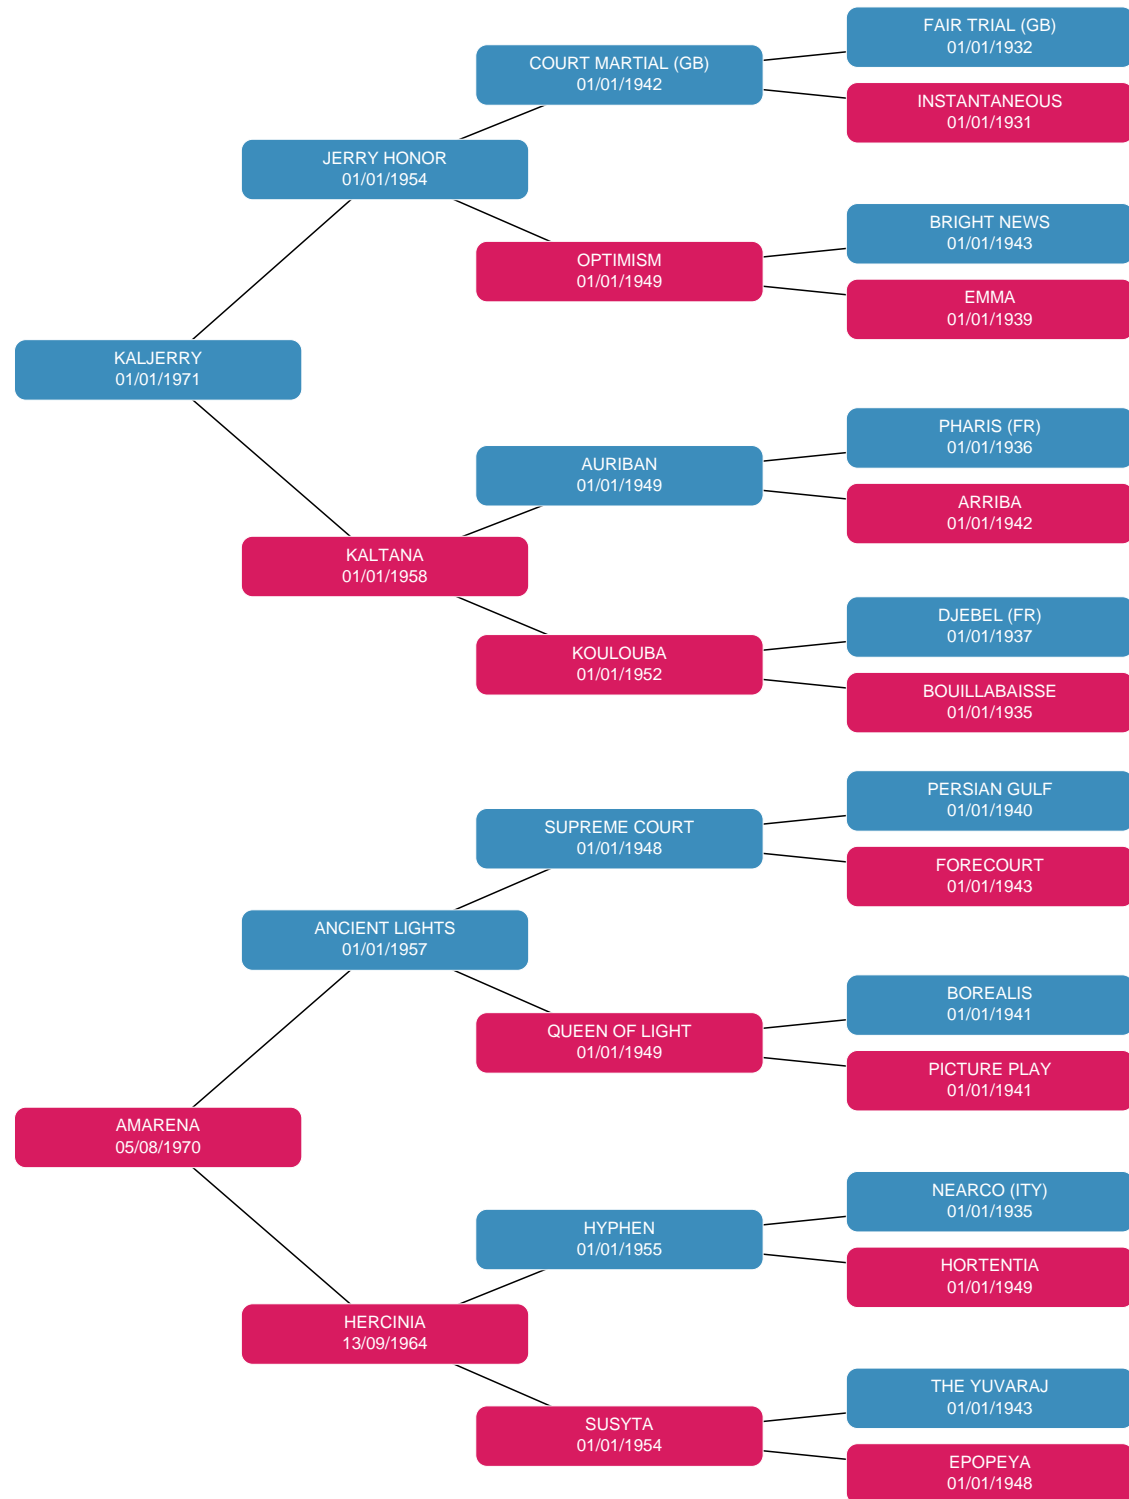 FAIR TRIAL (GB)
01/01/1932
COURT MARTIAL (GB)
01/01/1942
INSTANTANEOUS
01/01/1931
JERRY HONOR
01/01/1954
BRIGHT NEWS
01/01/1943
OPTIMISM
01/01/1949
EMMA
01/01/1939
KALJERRY
01/01/1971
PHARIS (FR)
01/01/1936
AURIBAN
01/01/1949
ARRIBA
01/01/1942
KALTANA
01/01/1958
DJEBEL (FR)
01/01/1937
KOULOUBA
01/01/1952
BOUILLABAISSE
01/01/1935
PERSIAN GULF
01/01/1940
SUPREME COURT
01/01/1948
FORECOURT
01/01/1943
ANCIENT LIGHTS
01/01/1957
BOREALIS
01/01/1941
QUEEN OF LIGHT
01/01/1949
PICTURE PLAY
01/01/1941
AMARENA
05/08/1970
NEARCO (ITY)
01/01/1935
HYPHEN
01/01/1955
HORTENTIA
01/01/1949
HERCINIA
13/09/1964
THE YUVARAJ
01/01/1943
SUSYTA
01/01/1954
EPOPEYA
01/01/1948